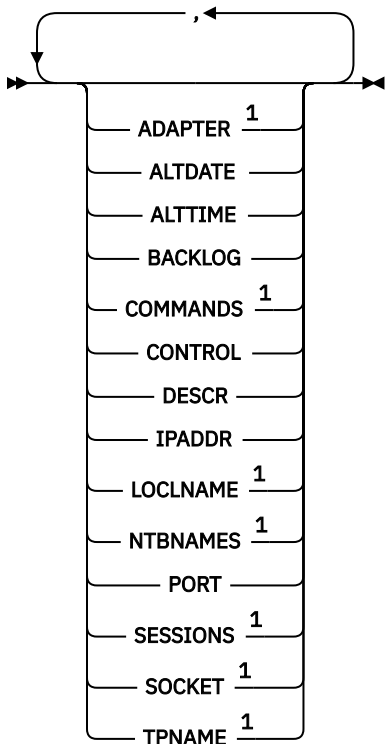 ,
ADAPTER 1
ALTDATE
ALTTIME
BACKLOG
COMMANDS 1
CONTROL
DESCR
IPADDR
LOCLNAME 1
NTBNAMES 1
PORT
SESSIONS 1
SOCKET 1
TPNAME 1